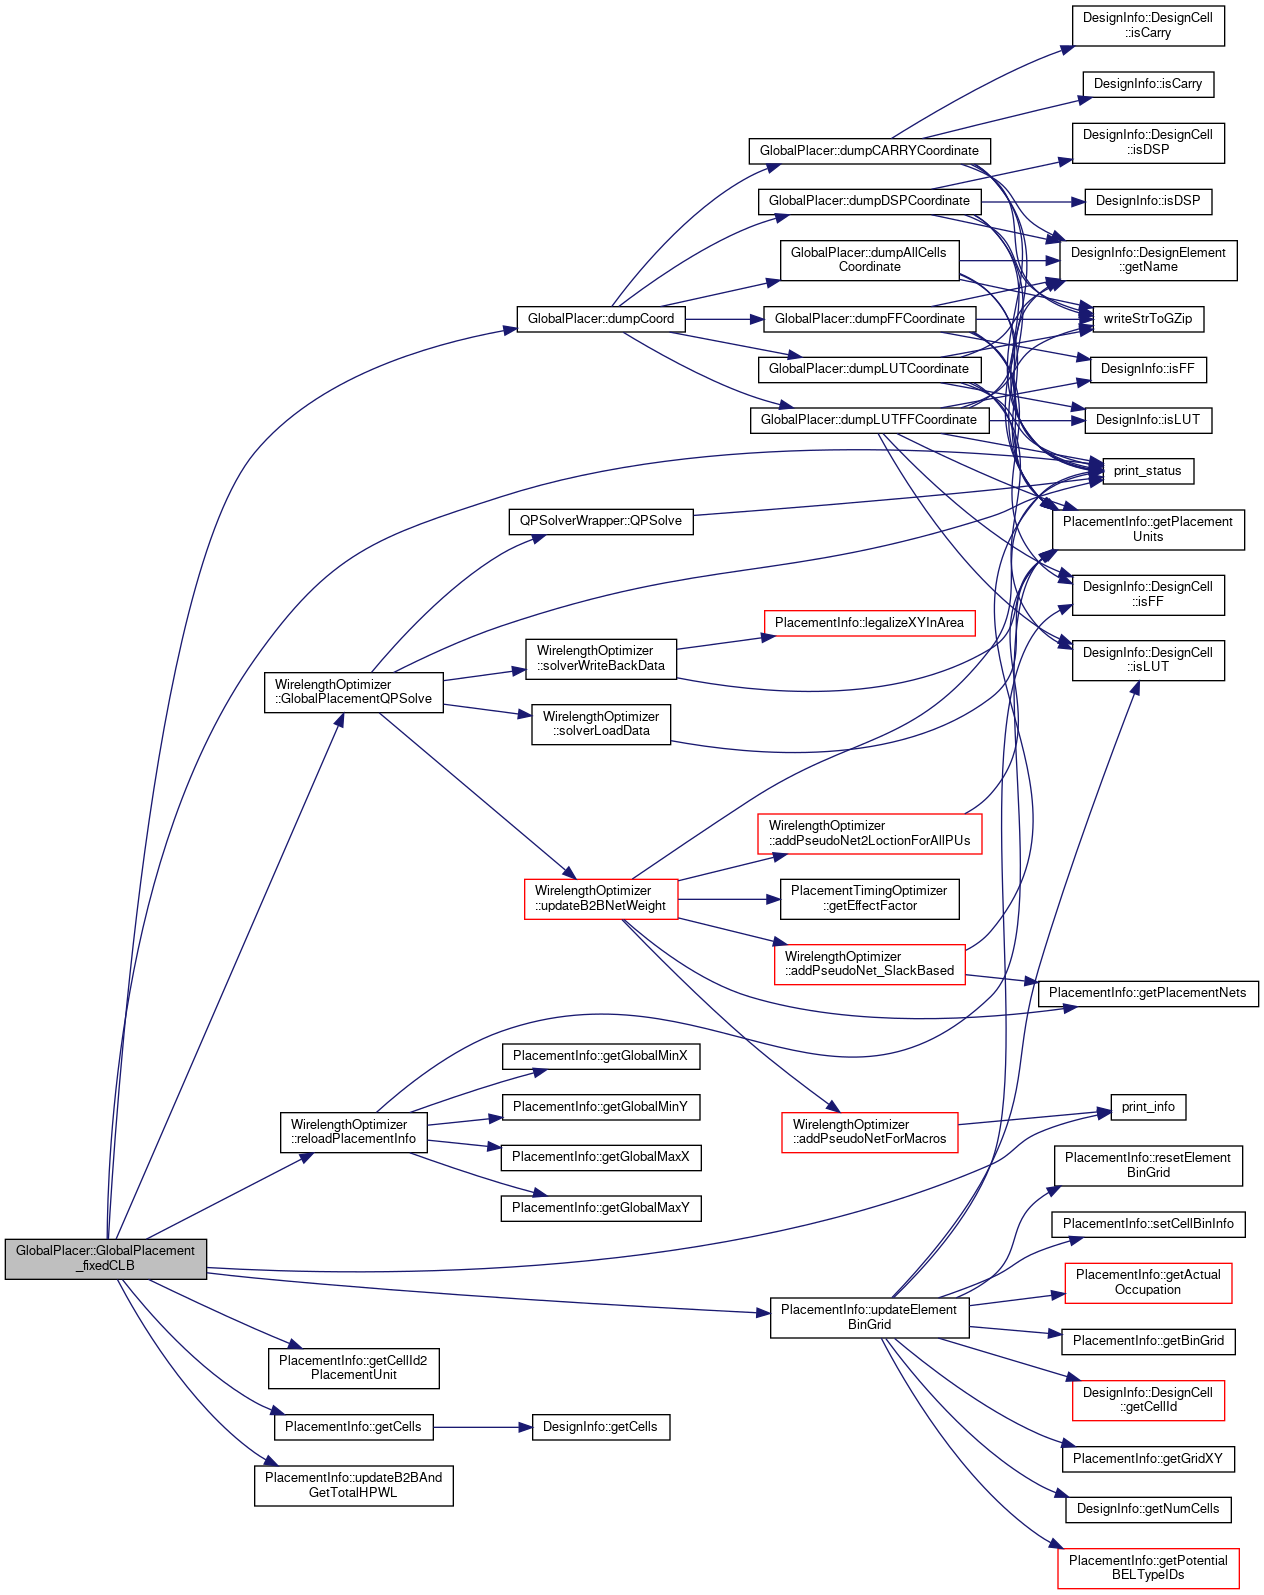 DesignInfo::DesignCell
::isCarry
DesignInfo::isCarry
DesignInfo::DesignCell
::isDSP
GlobalPlacer::dumpCARRYCoordinate
GlobalPlacer::dumpDSPCoordinate
DesignInfo::isDSP
GlobalPlacer::dumpAllCells
Coordinate
DesignInfo::DesignElement
::getName
GlobalPlacer::dumpCoord
GlobalPlacer::dumpFFCoordinate
writeStrToGZip
GlobalPlacer::dumpLUTCoordinate
DesignInfo::isFF
GlobalPlacer::dumpLUTFFCoordinate
DesignInfo::isLUT
print_status
QPSolverWrapper::QPSolve
PlacementInfo::getPlacement
Units
DesignInfo::DesignCell
::isFF
PlacementInfo::legalizeXYInArea
WirelengthOptimizer
::solverWriteBackData
DesignInfo::DesignCell
::isLUT
WirelengthOptimizer
::GlobalPlacementQPSolve
WirelengthOptimizer
::solverLoadData
WirelengthOptimizer
::addPseudoNet2LoctionForAllPUs
WirelengthOptimizer
::updateB2BNetWeight
PlacementTimingOptimizer
::getEffectFactor
WirelengthOptimizer
::addPseudoNet_SlackBased
PlacementInfo::getPlacementNets
PlacementInfo::getGlobalMinX
PlacementInfo::getGlobalMinY
print_info
WirelengthOptimizer
::reloadPlacementInfo
WirelengthOptimizer
::addPseudoNetForMacros
PlacementInfo::getGlobalMaxX
PlacementInfo::resetElement
BinGrid
PlacementInfo::getGlobalMaxY
PlacementInfo::setCellBinInfo
GlobalPlacer::GlobalPlacement
_fixedCLB
PlacementInfo::getActual
Occupation
PlacementInfo::updateElement
BinGrid
PlacementInfo::getBinGrid
PlacementInfo::getCellId2
PlacementUnit
DesignInfo::DesignCell
::getCellId
PlacementInfo::getCells
DesignInfo::getCells
PlacementInfo::getGridXY
PlacementInfo::updateB2BAnd
GetTotalHPWL
DesignInfo::getNumCells
PlacementInfo::getPotential
BELTypeIDs